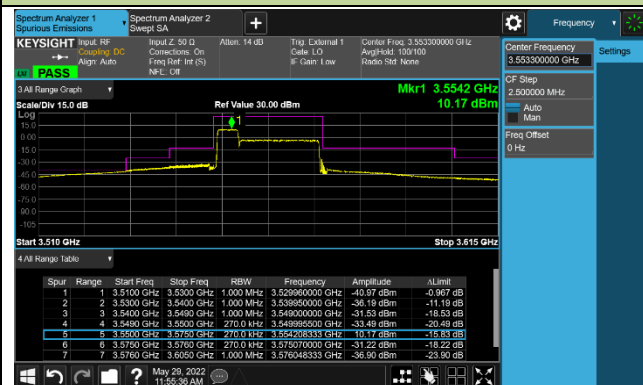 Spectrum Analyzer 1
Spurious Emissions
Spectrum Analyzer 2
Swept SA
Frequency
KEYSIGHT
Input: RF
Coupling: DC
Align: Auto
Input Z: 50 Ω
Corrections: On
Freq Ref: Int (S)
NFE: Off
Atten: 14 dB
Trig: External 1
Gate: LO
IF Gain: Low
Center Freq: 3.553300000 GHz
Avg|Hold: 100/100
Radio Std: None
PASS
Center Frequency
3.553300000 GHz
Settings
CF Step
2.500000 MHz
Auto
Man
Freq Offset
0 Hz
3 All Range Graph
Mkr1 3.5542 GHz
Scale/Div 15.0 dB
Ref Value 30.00 dBm
10.17 dBm
Log
15.0
0.00
-15.0
-30.0
-45.0
-60.0
-75.0
-90.0
-105
1
Start 3.510 GHz
Stop 3.615 GHz
4 All Range Table
Spur Range Start Freq Stop Freq RBW Frequency Amplitude ΔLimit
1 1 3.5100 GHz 3.5300 GHz 1.000 MHz 3.529960000 GHz -40.97 dBm -0.967 dB
2 2 3.5300 GHz 3.5400 GHz 1.000 MHz 3.539950000 GHz -36.19 dBm -11.19 dB
3 3 3.5400 GHz 3.5490 GHz 1.000 MHz 3.549000000 GHz -31.53 dBm -18.53 dB
4 4 3.5490 GHz 3.5500 GHz 270.0 kHz 3.549995500 GHz -33.49 dBm -20.49 dB
5 5 3.5500 GHz 3.5750 GHz 270.0 kHz 3.554208333 GHz 10.17 dBm -15.83 dB
6 6 3.5750 GHz 3.5760 GHz 270.0 kHz 3.575070000 GHz -31.22 dBm -18.22 dB
7 7 3.5760 GHz 3.6050 GHz 1.000 MHz 3.576048333 GHz -36.90 dBm -23.90 dB
May 29, 2022
11:55:36 AM